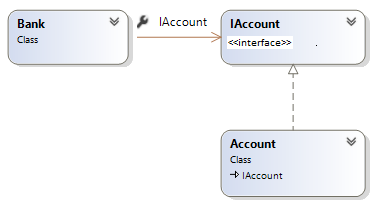 Bank
Class
IAccount
IAccount
<<interface>> .
Account
Class
IAccount